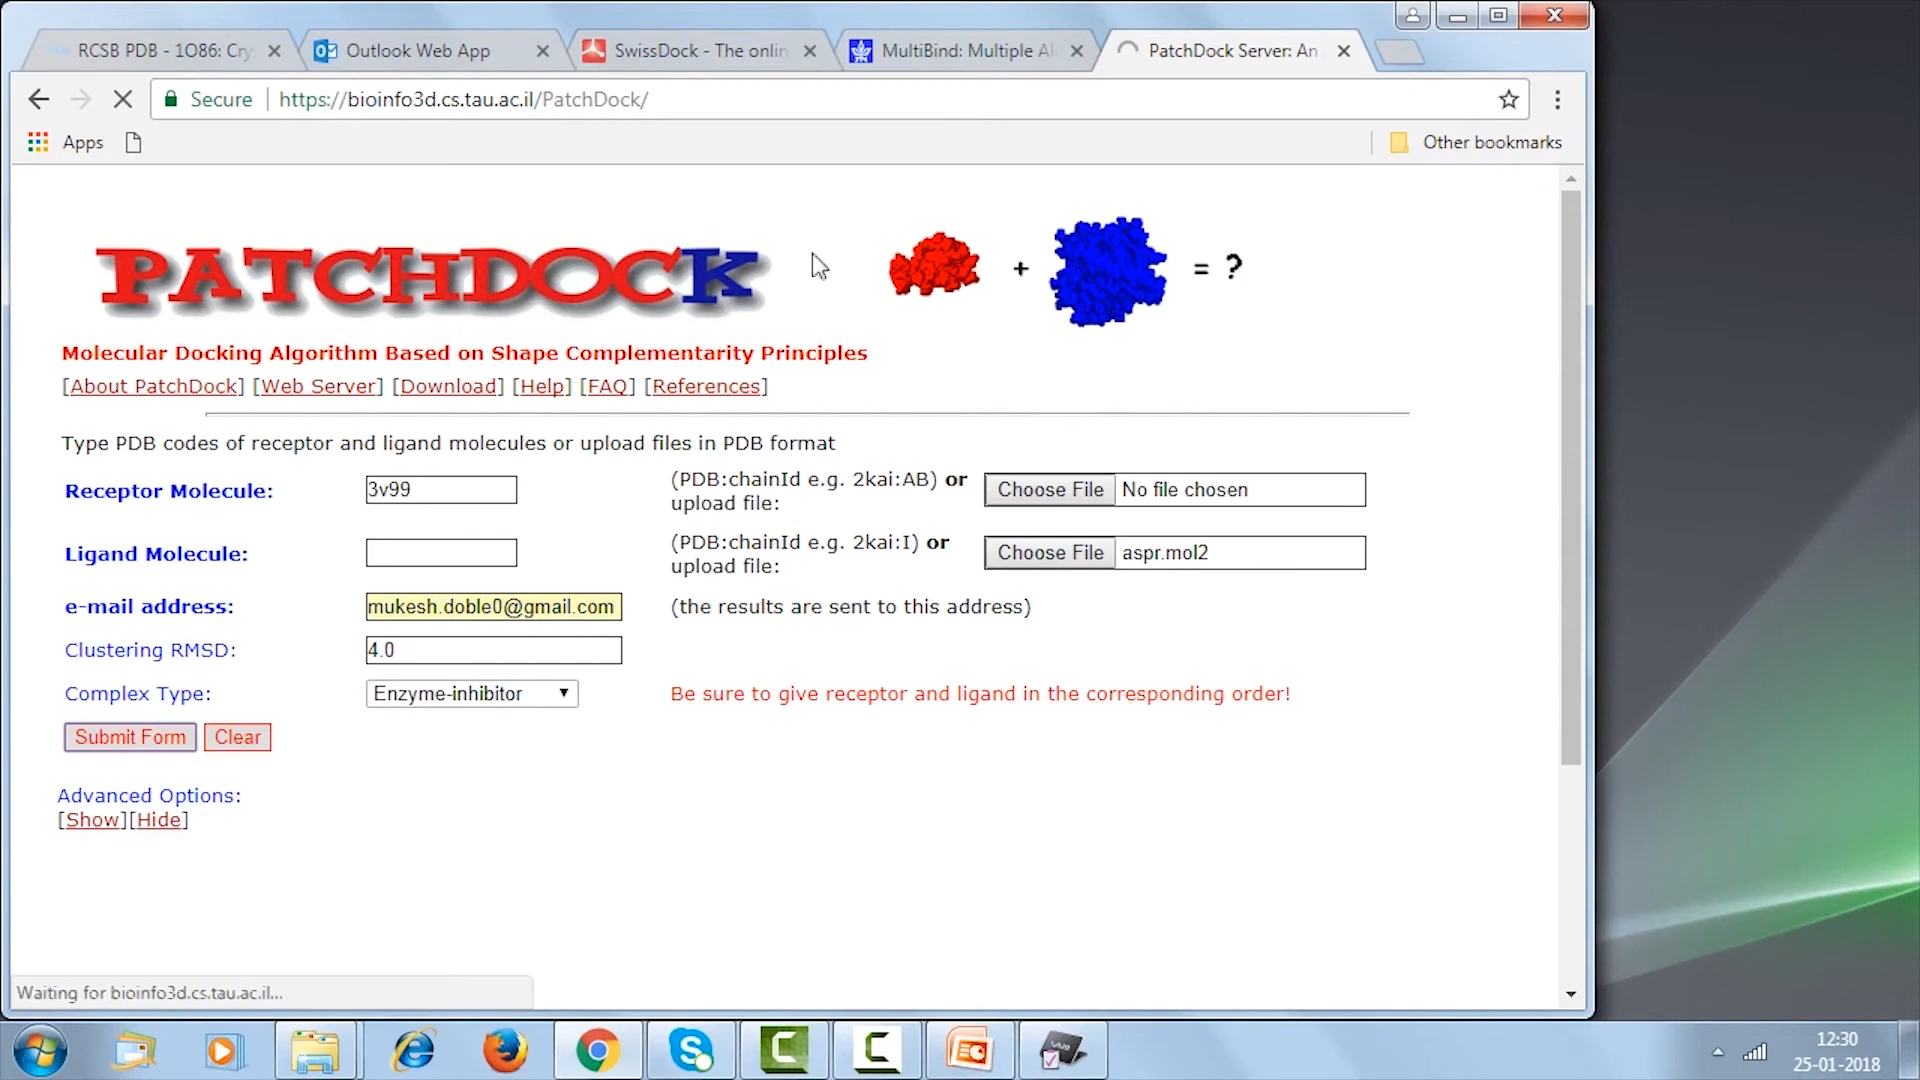 RCSB PDB - 1O86: Cry
Outlook Web App
SwissDock - The onlin
MultiBind: Multiple Ali
PatchDock Server: An
Secure
https://bioinfo3d.cs.tau.ac.il/PatchDock/
Apps
Other bookmarks
PATCHDOCK
+
= ?
Molecular Docking Algorithm Based on Shape Complementarity Principles
[About PatchDock] [Web Server] [Download] [Help] [FAQ] [References]
Type PDB codes of receptor and ligand molecules or upload files in PDB format
Receptor Molecule: 3v99 (PDB:chainId e.g. 2kai:AB) or upload file: Choose File No file chosen
Ligand Molecule: (PDB:chainId e.g. 2kai:I) or upload file: Choose File aspr.mol2
e-mail address: mukesh.doble0@gmail.com (the results are sent to this address)
Clustering RMSD: 4.0
Complex Type: Enzyme-inhibitor Be sure to give receptor and ligand in the corresponding order!
Submit Form Clear
Advanced Options:
[Show][Hide]
Waiting for bioinfo3d.cs.tau.ac.il...
12:30
25-01-2018